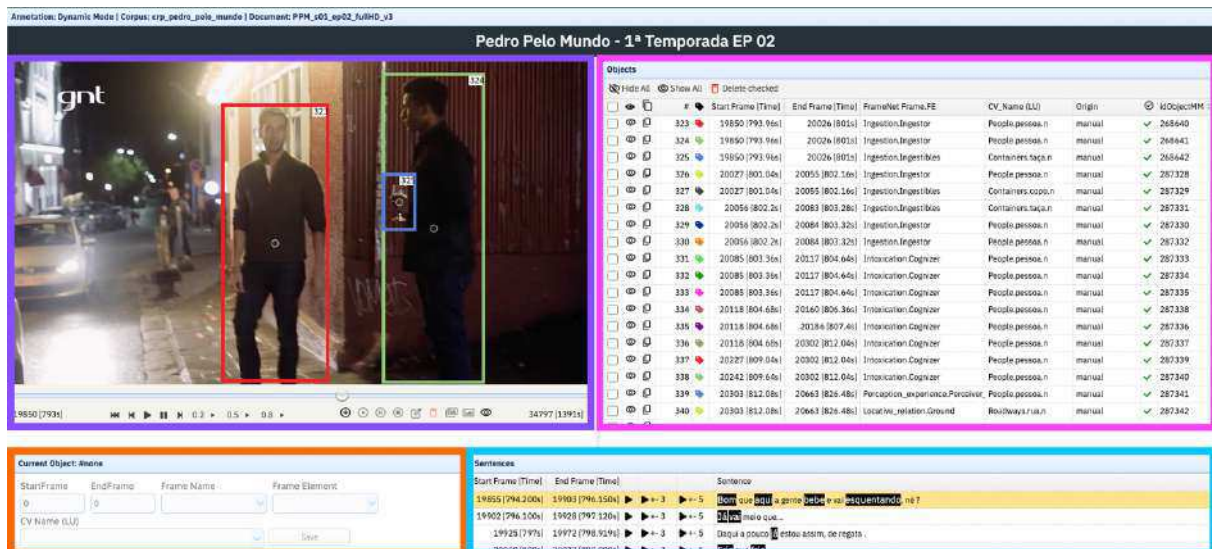 Annotation: Dynamic Mode | Corpus: crp_pedro_pelo_mundo | Document: PPM_s01_ep02_fullHD_v3
Pedro Pelo Mundo - 1ª Temporada EP 02
gnt
323
324
325
19850 [793s]
0.2
0.5
0.8
34797 [1391s]
Objects
Hide All Show All Delete checked
# Start Frame [Time] End Frame [Time] FrameNet Frame.FE CV_Name (LU) Origin idObjectMM
323 19850 [793.96s] 20026 [801s] Ingestion.Ingestor People.pessoa.n manual 268640
324 19850 [793.96s] 20026 [801s] Ingestion.Ingestor People.pessoa.n manual 268641
325 19850 [793.96s] 20026 [801s] Ingestion.Ingestibles Containers.taça.n manual 268642
326 20027 [801.04s] 20055 [802.16s] Ingestion.Ingestor People.pessoa.n manual 287328
327 20027 [801.04s] 20055 [802.16s] Ingestion.Ingestibles Containers.copo.n manual 287329
328 20056 [802.2s] 20083 [803.28s] Ingestion.Ingestibles Containers.taça.n manual 287331
329 20056 [802.2s] 20084 [803.32s] Ingestion.Ingestor People.pessoa.n manual 287330
330 20056 [802.2s] 20084 [803.32s] Ingestion.Ingestor People.pessoa.n manual 287332
331 20085 [803.36s] 20117 [804.64s] Intoxication.Cognizer People.pessoa.n manual 287333
332 20085 [803.36s] 20117 [804.64s] Intoxication.Cognizer People.pessoa.n manual 287334
333 20085 [803.36s] 20117 [804.64s] Intoxication.Cognizer People.pessoa.n manual 287335
334 20118 [804.68s] 20160 [806.36s] Intoxication.Cognizer People.pessoa.n manual 287338
335 20118 [804.68s] 20186 [807.4s] Intoxication.Cognizer People.pessoa.n manual 287336
336 20118 [804.68s] 20302 [812.04s] Intoxication.Cognizer People.pessoa.n manual 287337
337 20227 [809.04s] 20302 [812.04s] Intoxication.Cognizer People.pessoa.n manual 287339
338 20242 [809.64s] 20302 [812.04s] Intoxication.Cognizer People.pessoa.n manual 287340
339 20303 [812.08s] 20663 [826.48s] Perception_experience.Perceiver_ People.pessoa.n manual 287341
340 20303 [812.08s] 20663 [826.48s] Locative_relation.Ground Roadways.rua.n manual 287342
Current Object: #none
StartFrame EndFrame Frame Name Frame Element
0 0
CV Name (LU)
Save
Sentences
Start Frame [Time] End Frame [Time] Sentence
19855 [794.200s] 19903 [796.150s] +- 3 +- 5 Bom que aqui a gente bebe e vai esquentando, né ?
19902 [796.100s] 19928 [797.120s] +- 3 +- 5 Já vai meio que...
19925 [797s] 19972 [798.919s] +- 3 +- 5 Daqui a pouco já estou assim, de regata .